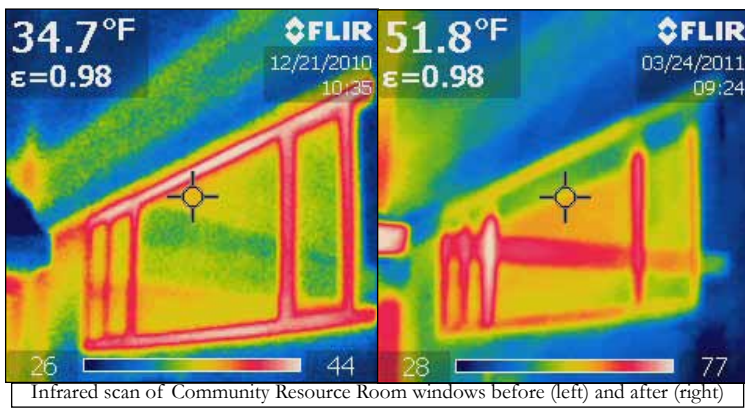 34.7°F
FLIR
ε=0.98
12/21/2010
10:35
26
44
51.8°F
FLIR
ε=0.98
03/24/2011
09:24
28
77
Infrared scan of Community Resource Room windows before (left) and after (right)